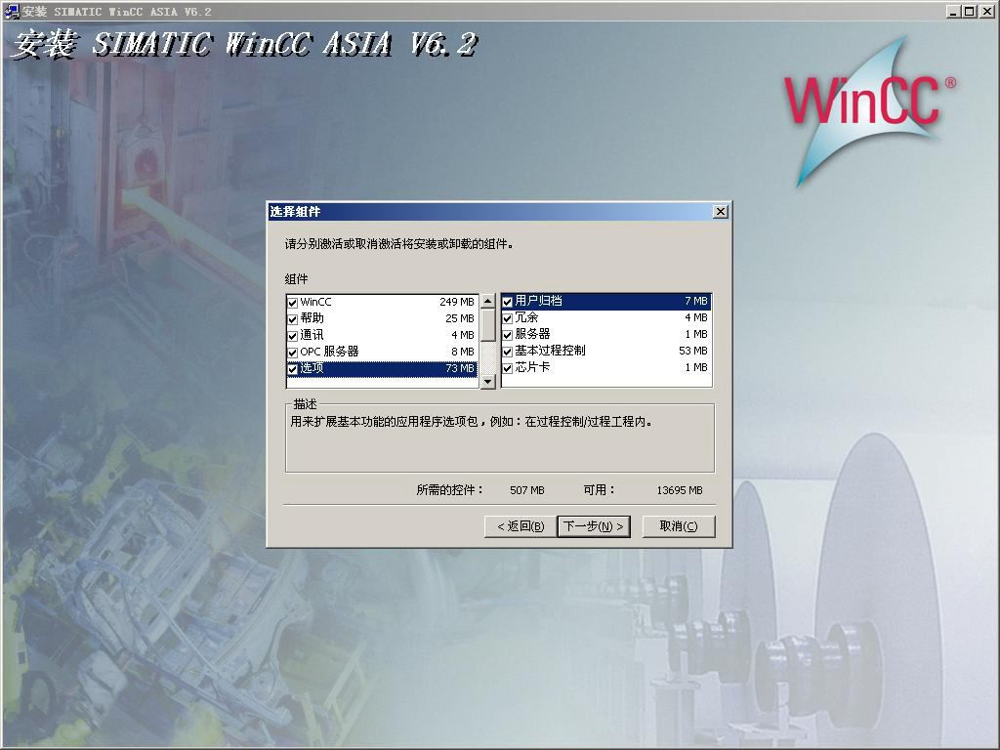 安装 SIMATIC WinCC ASIA V6.2
安装 SIMATIC WinCC ASIA V6.2
WinCC®
选择组件
请分别激活或取消激活将安装或卸载的组件。
组件
WinCC 249 MB
帮助 25 MB
通讯 4 MB
OPC 服务器 8 MB
选项 73 MB
用户归档 7 MB
冗余 4 MB
服务器 1 MB
基本过程控制 53 MB
芯片卡 1 MB
描述
用来扩展基本功能的应用程序选项包，例如：在过程控制/过程工程内。
所需的控件： 507 MB 可用： 13695 MB
< 返回(B) 下一步(N) > 取消(C)